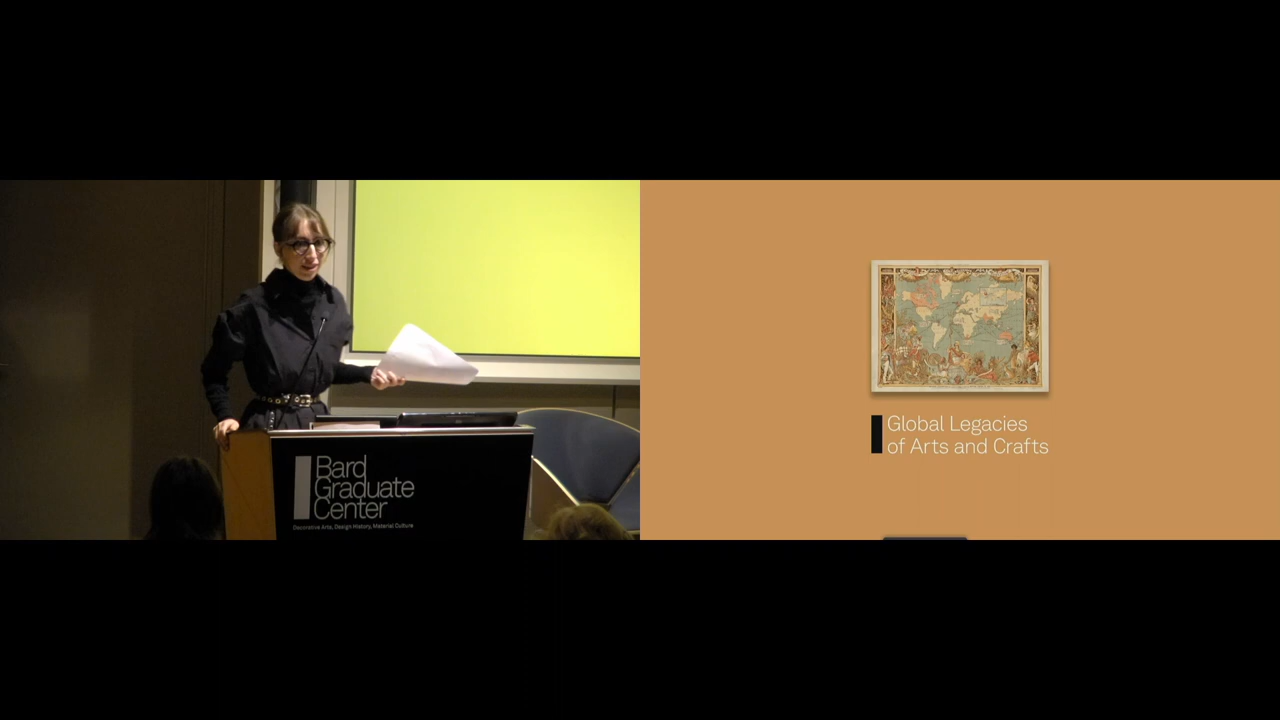 Bard
Graduate
Center
Decorative Arts, Design History, Material Culture
Global Legacies
of Arts and Crafts